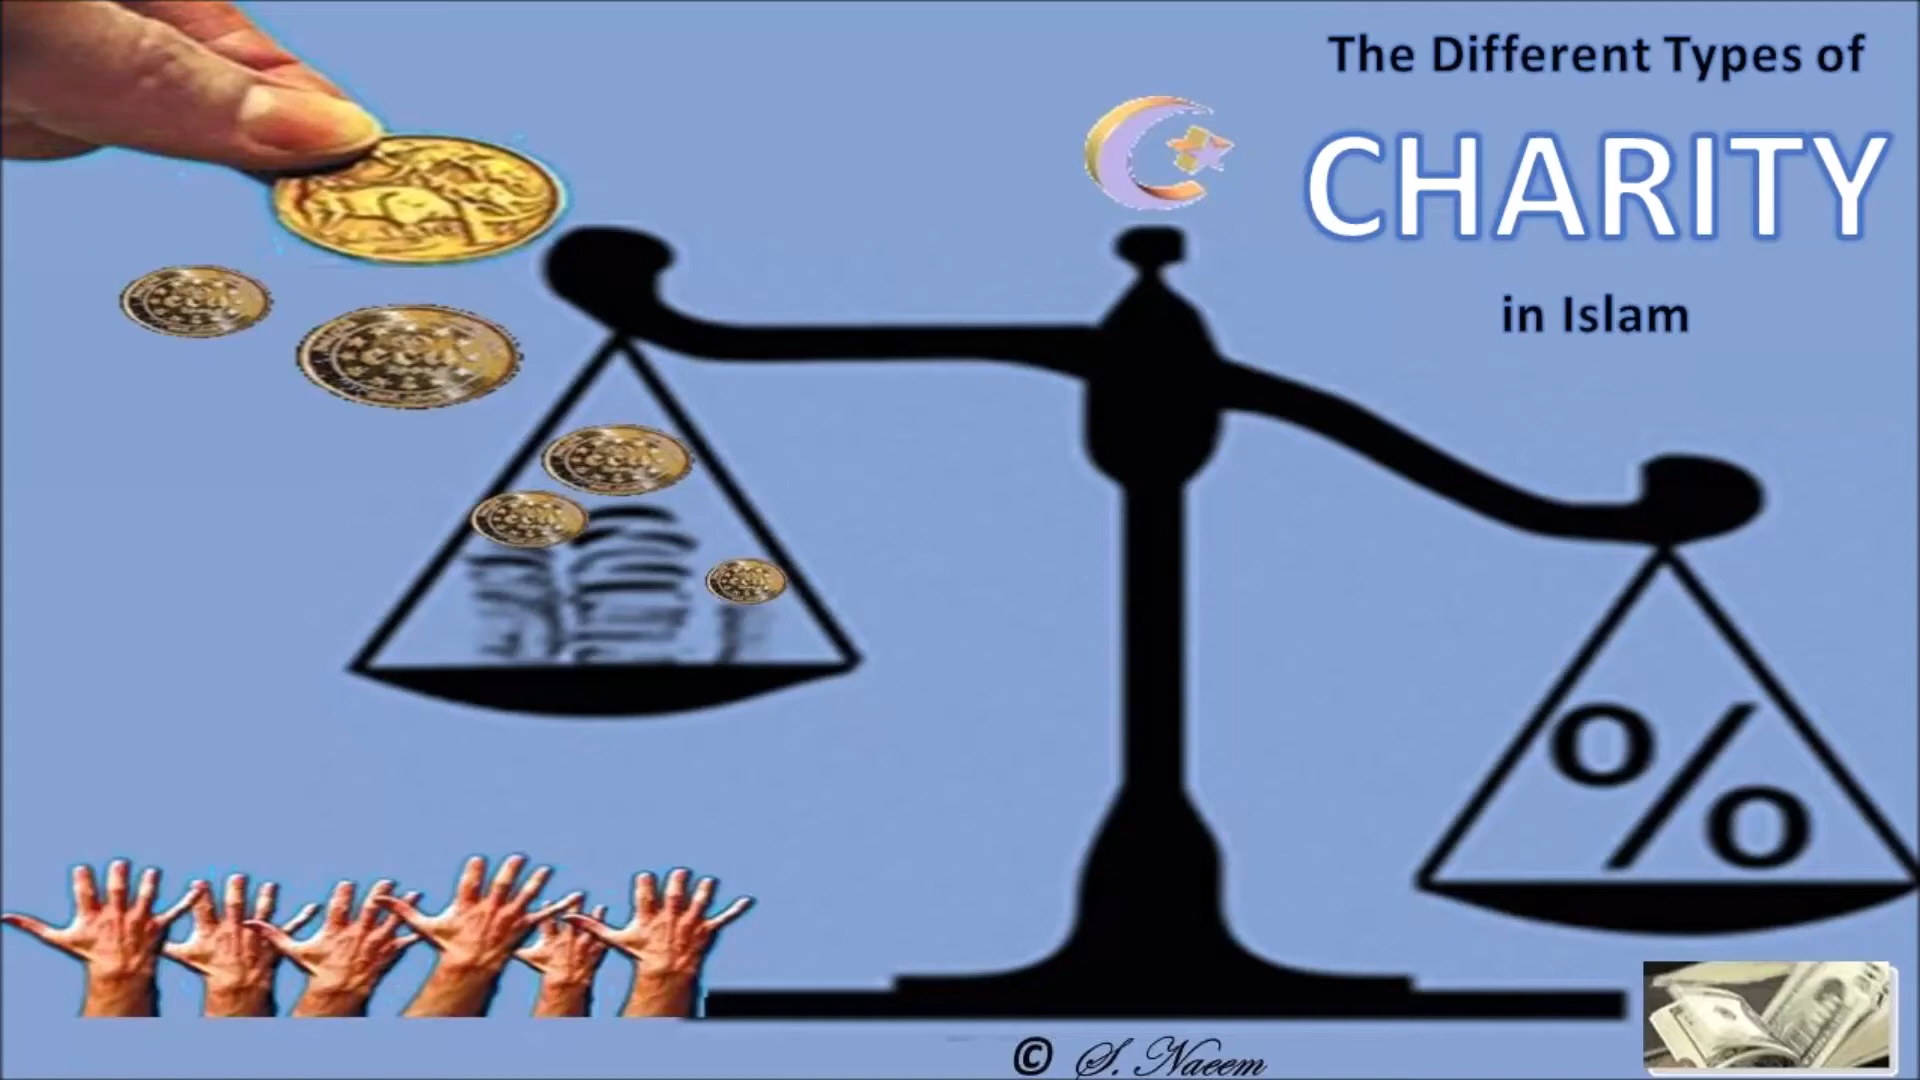 The Different Types of
CHARITY
in Islam
%
© S. Naeem